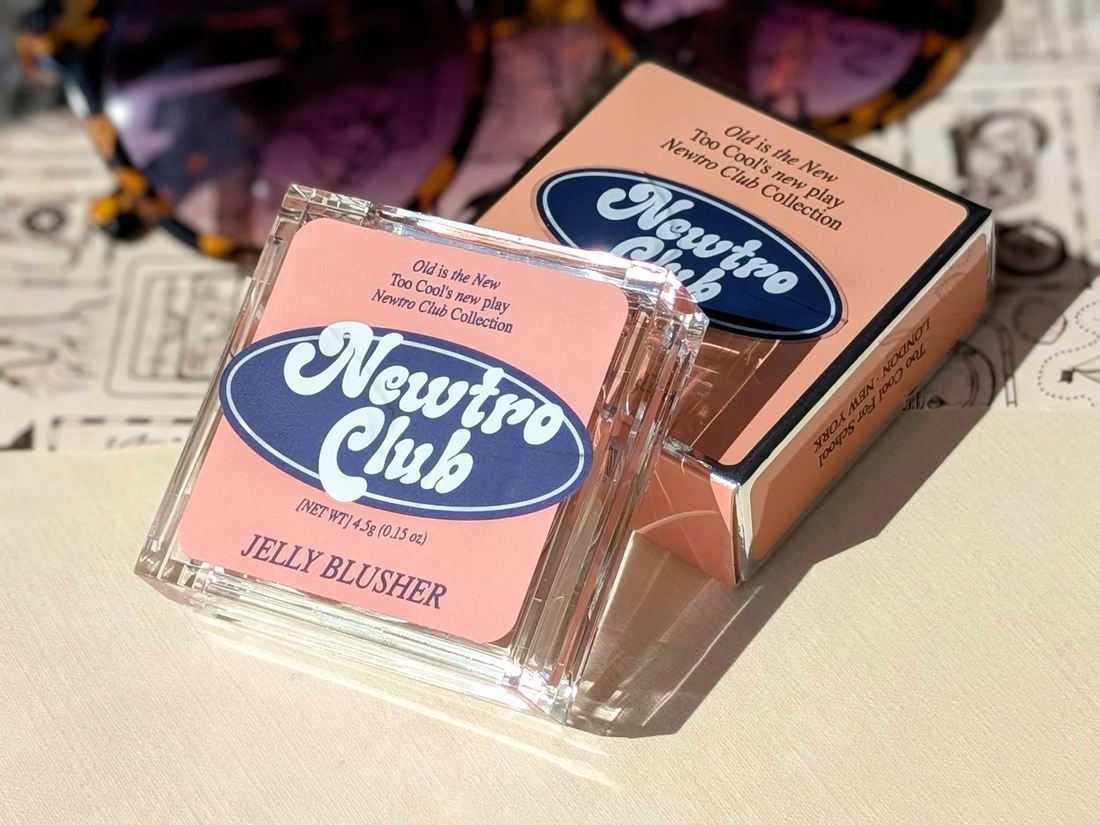 Old is the New
Too Cool's new play
Newtro Club Collection
Newtro
Club
[NET WT] 4.5g (0.15 oz)
JELLY BLUSHER
Old is the New
Too Cool's new play
Newtro Club Collection
Newtro
Club
Too Cool For School
LONDON · NEW YORK